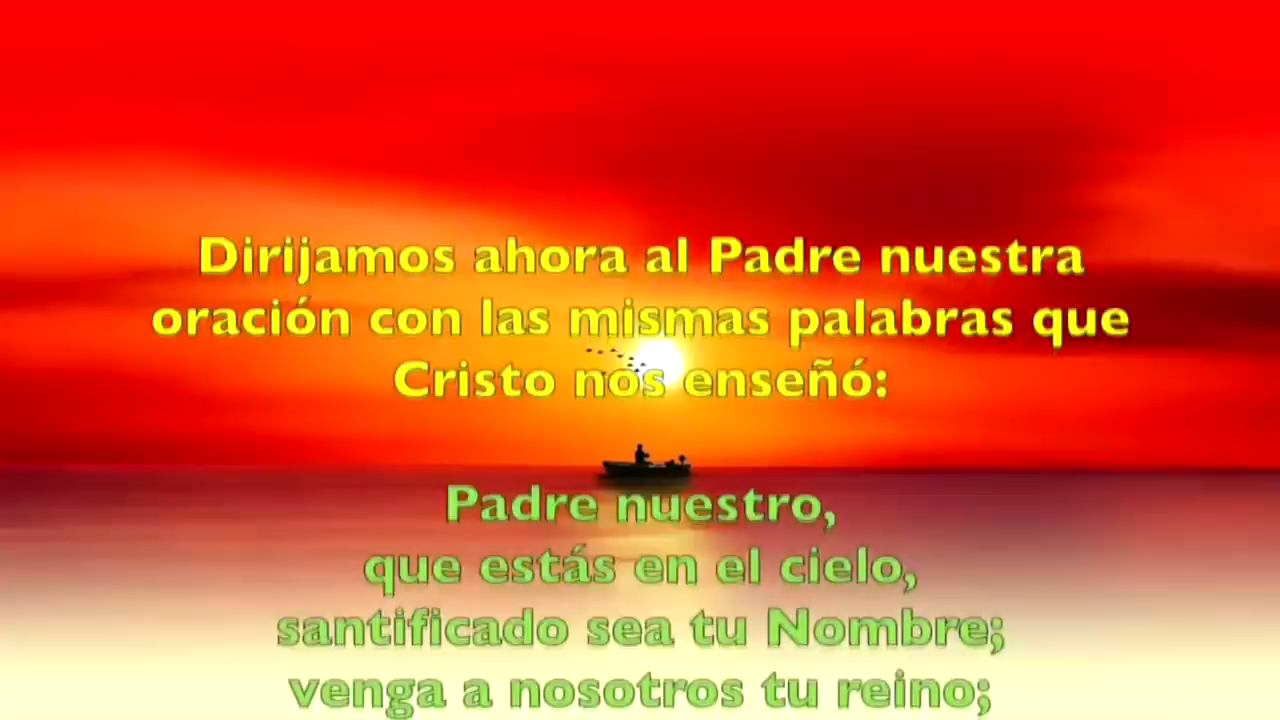 Dirijamos ahora al Padre nuestra
oración con las mismas palabras que
Cristo nos enseñó:
Padre nuestro,
que estás en el cielo,
santificado sea tu Nombre;
venga a nosotros tu reino;